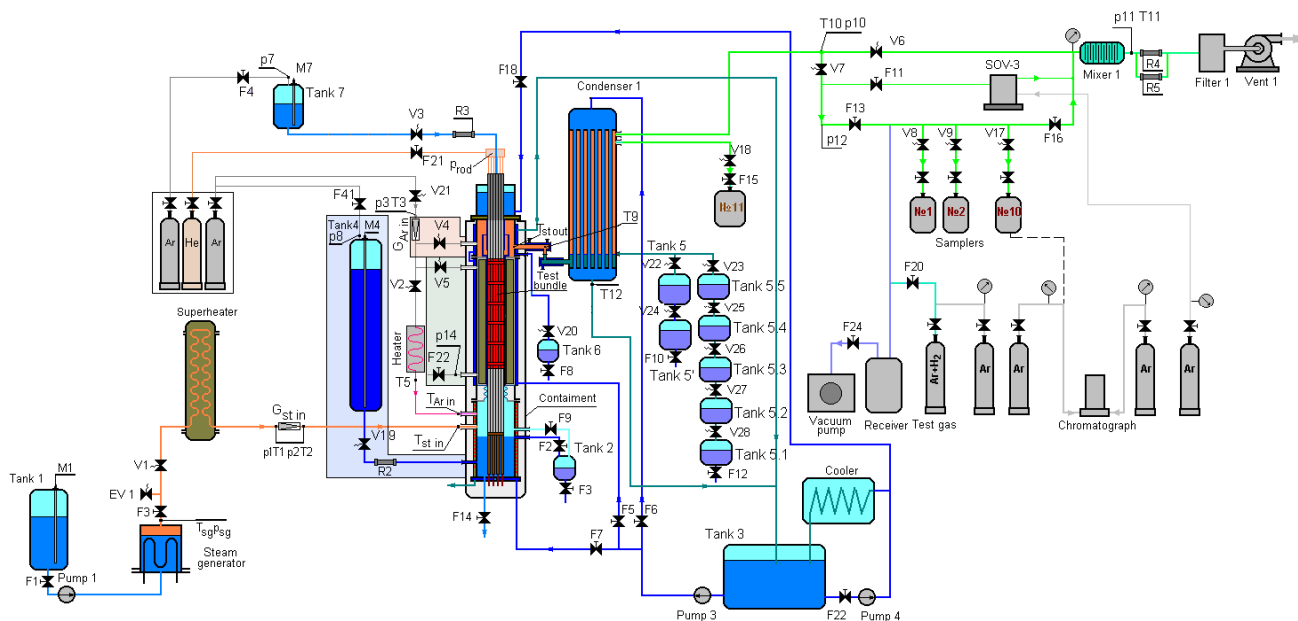 T10 p10
p11 T11
V6
SOV-3
Mixer 1
R4
R5
Filter 1
Vent 1
V7
F11
F13
p12
V8
V9
V17
F16
p7
M7
F4
Tank 7
F18
Condenser 1
V3
R3
F21
prod
V18
F15
№11
№1
№2
№10
Samplers
V21
F41
p3T3
GAr in
V4
V5
Tank4
M4
p8
Ar
He
Ar
Tst out
T9
Test
bundle
T12
Tank 5
V22
V23
Tank 5.5
V24
V25
Tank 5.4
F10
Tank 5'
V26
Tank 5.3
V27
Tank 5.2
V28
Tank 5.1
F12
F20
F24
Vacuum
pump
Receiver
Ar+H2
Test gas
Ar
Ar
Ar
Ar
Chromatograph
Superheater
V2
Heater
p14
F22
T5
V20
Tank 6
F8
TAr in
Containment
Tst in
F9
F2
Tank 2
F3
Gst in
p1T1 p2T2
V19
R2
V1
EV 1
F3
Tank 1
M1
Tsgpsg
Steam
generator
F1
Pump 1
F14
F7
F5
F6
Cooler
Tank 3
Pump 3
F22
Pump 4